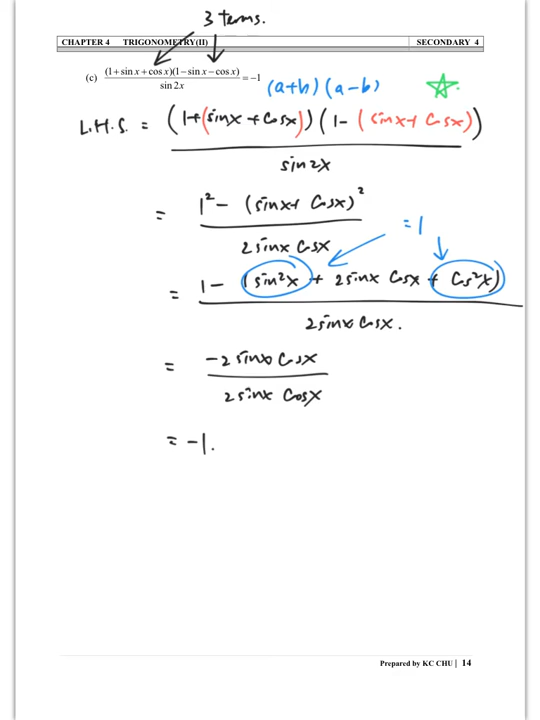 3 terms.
CHAPTER 4 TRIGONOMETRY(II) SECONDARY 4
(c) (1+sin x+cos x)(1−sin x−cos x) / sin 2x = −1
(a+b)(a−b)
L.H.S. = (1+(sinx + cosx))(1−(sinx+cosx)) / sin2x
= 1² − (sinx+cosx)² / 2sinx cosx
= 1
= 1 − (sin²x + 2sinx cosx + cos²x) / 2sinx cosx.
= −2sinx cosx / 2sinx cosx
= −1.
Prepared by KC CHU | 14